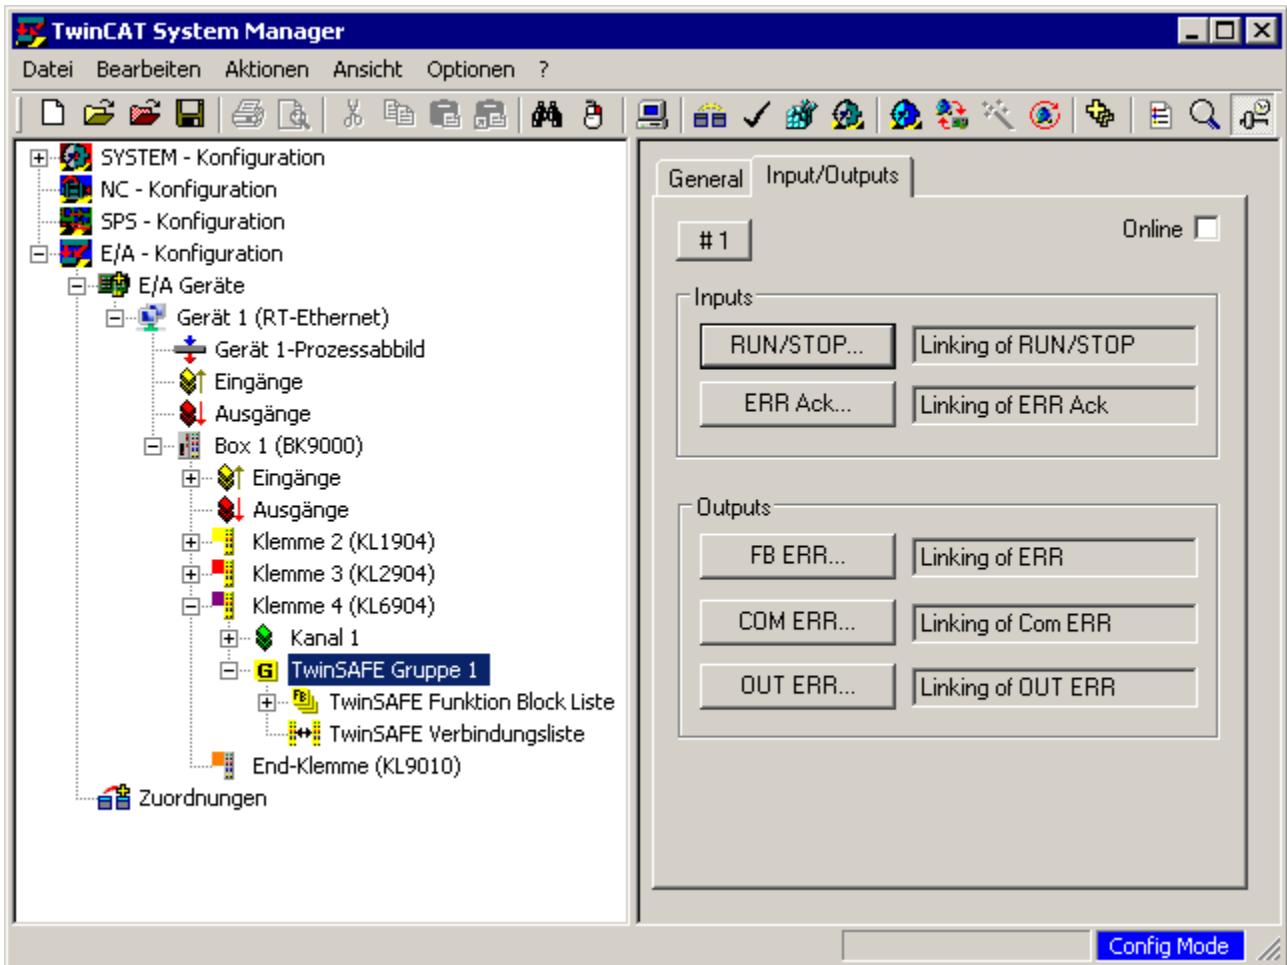 TwinCAT System Manager
Datei Bearbeiten Aktionen Ansicht Optionen ?
SYSTEM - Konfiguration
NC - Konfiguration
SPS - Konfiguration
E/A - Konfiguration
E/A Geräte
Gerät 1 (RT-Ethernet)
Gerät 1-Prozessabbild
Eingänge
Ausgänge
Box 1 (BK9000)
Eingänge
Ausgänge
Klemme 2 (KL1904)
Klemme 3 (KL2904)
Klemme 4 (KL6904)
Kanal 1
G TwinSAFE Gruppe 1
FB TwinSAFE Funktion Block Liste
TwinSAFE Verbindungsliste
End-Klemme (KL9010)
Zuordnungen
General Input/Outputs
# 1 Online
Inputs
RUN/STOP... Linking of RUN/STOP
ERR Ack... Linking of ERR Ack
Outputs
FB ERR... Linking of ERR
COM ERR... Linking of Com ERR
OUT ERR... Linking of OUT ERR
Config Mode